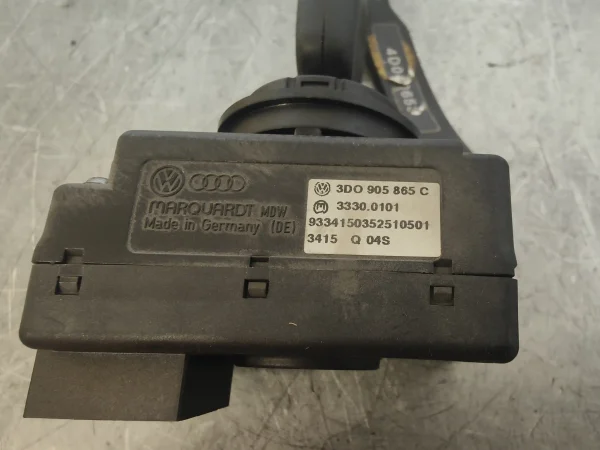 MARQUARDT MDW
Made in Germany (DE)
3D0 905 865 C
3330.0101
9334150352510501
3415 Q 04S